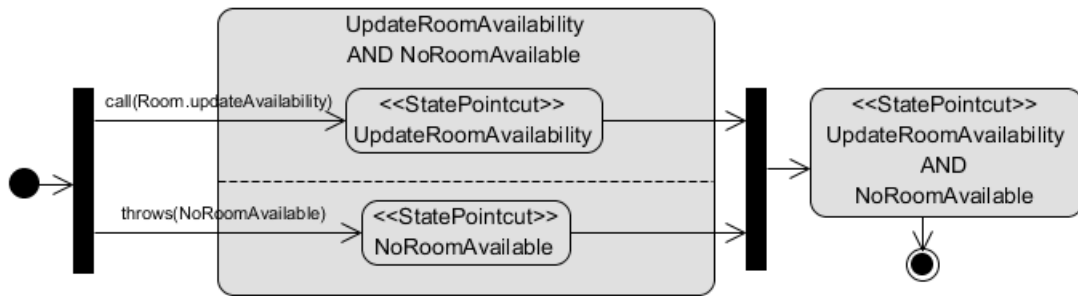 UpdateRoomAvailability
AND NoRoomAvailable
call(Room.updateAvailability)
<<StatePointcut>>
UpdateRoomAvailability
throws(NoRoomAvailable)
<<StatePointcut>>
NoRoomAvailable
<<StatePointcut>>
UpdateRoomAvailability
AND
NoRoomAvailable